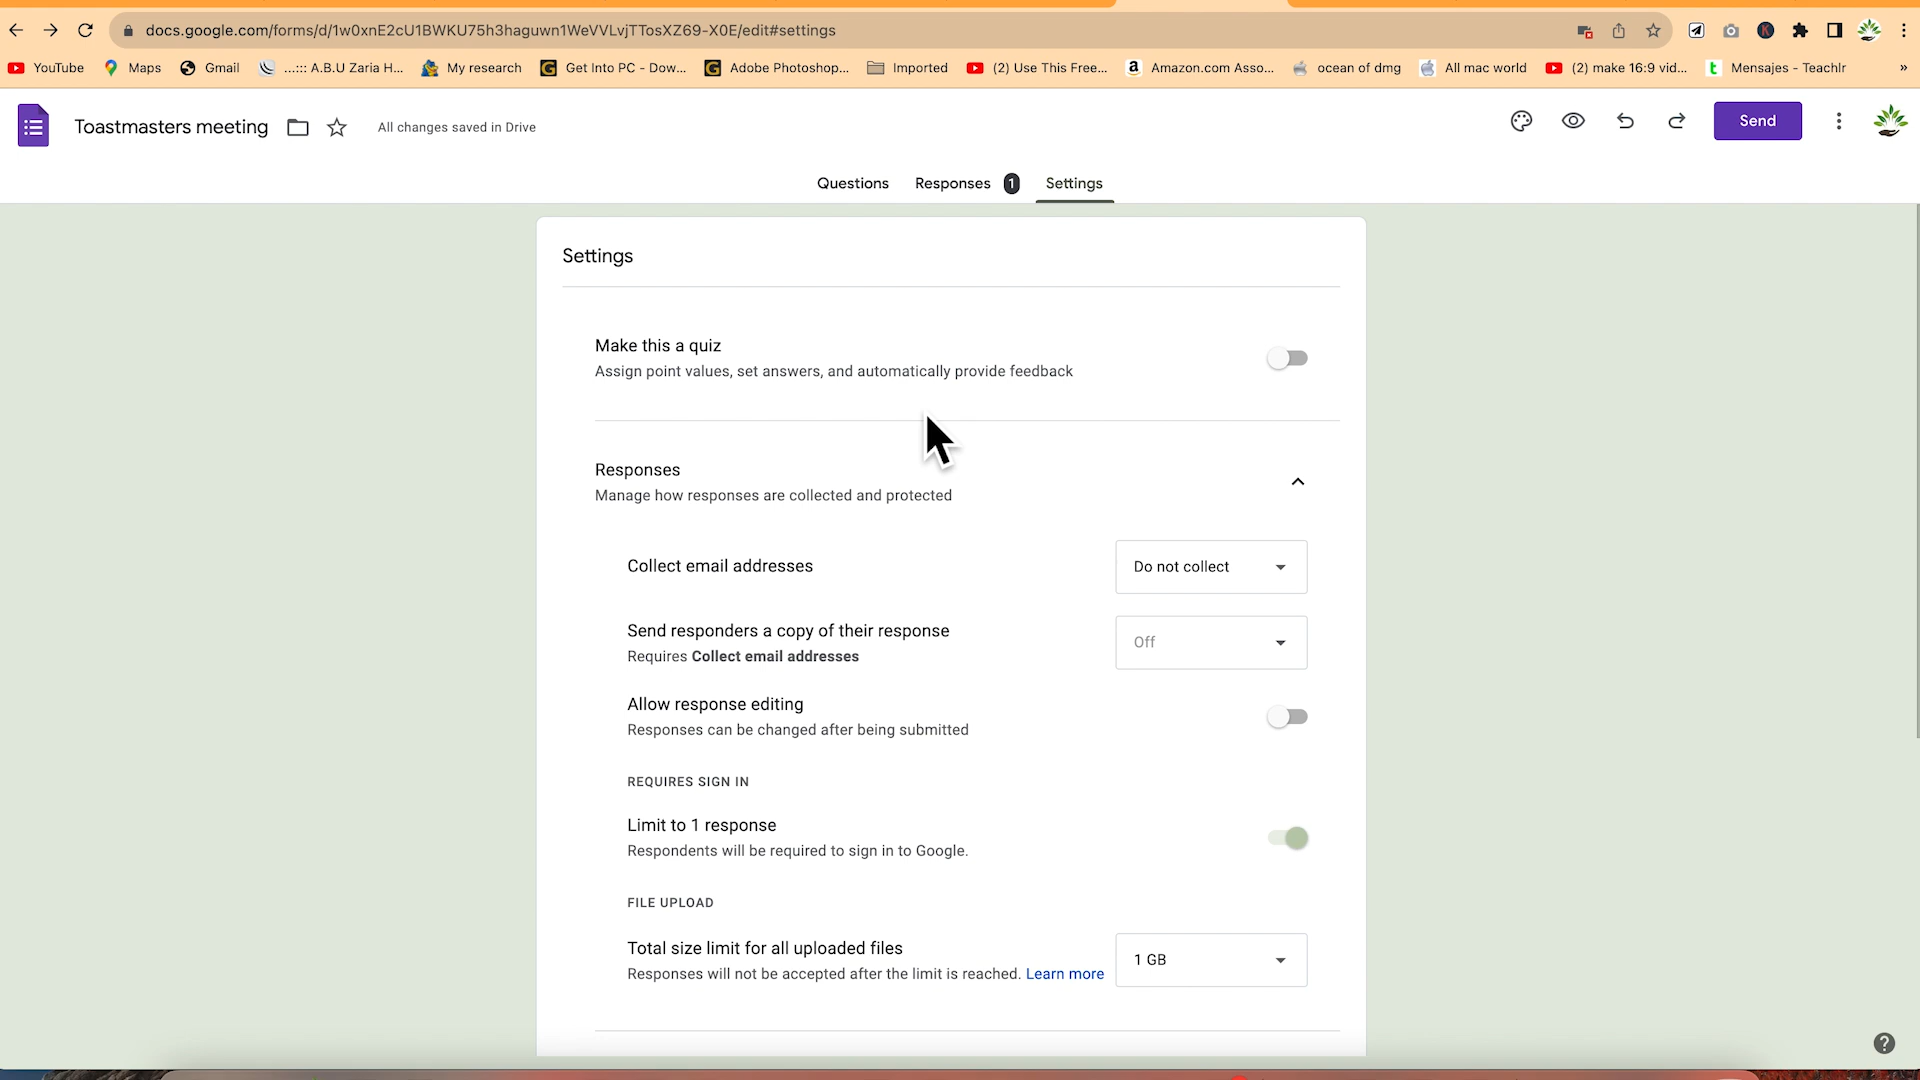 docs.google.com/forms/d/1w0xnE2cU1BWKU75h3haguwn1WeVVLvjTTosXZ69-X0E/edit#settings
YouTube Maps Gmail ...::: A.B.U Zaria H... My research Get Into PC - Dow... Adobe Photoshop... Imported (2) Use This Free... Amazon.com Asso... ocean of dmg All mac world (2) make 16:9 vid... Mensajes - TeachIr »
Toastmasters meeting All changes saved in Drive Send
Questions Responses 1 Settings
Settings
Make this a quiz
Assign point values, set answers, and automatically provide feedback
Responses
Manage how responses are collected and protected
Collect email addresses Do not collect
Send responders a copy of their response Off
Requires Collect email addresses
Allow response editing
Responses can be changed after being submitted
REQUIRES SIGN IN
Limit to 1 response
Respondents will be required to sign in to Google.
FILE UPLOAD
Total size limit for all uploaded files 1 GB
Responses will not be accepted after the limit is reached. Learn more